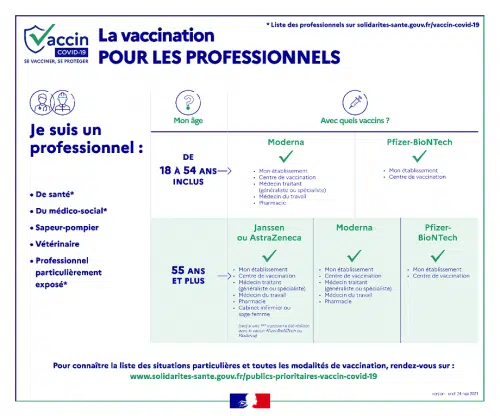 * Liste des professionnels sur solidarites-sante.gouv.fr/vaccin-covid-19
Vaccin
COVID-19
SE VACCINER, SE PROTÉGER
La vaccination
POUR LES PROFESSIONNELS
Je suis un
professionnel :
• De santé*
• Du médico-social*
• Sapeur-pompier
• Vétérinaire
• Professionnel
particulièrement
exposé*
Mon âge
Avec quels vaccins ?
DE
18 À 54 ANS
INCLUS
Moderna
• Mon établissement
• Centre de vaccination
• Médecin traitant
(généraliste ou spécialiste)
• Médecin du travail
• Pharmacie
Pfizer-BioNTech
• Mon établissement
• Centre de vaccination
55 ANS
ET PLUS
Janssen
ou AstraZeneca
• Mon établissement
• Centre de vaccination
• Médecin traitant
(généraliste ou spécialiste)
• Médecin du travail
• Pharmacie
• Cabinet infirmier ou
sage femme
Moderna
• Mon établissement
• Centre de vaccination
• Médecin traitant
(généraliste ou spécialiste)
• Médecin du travail
• Pharmacie
Pfizer-
BioNTech
• Mon établissement
• Centre de vaccination
Pour connaître la liste des situations particulières et toutes les modalités de vaccination, rendez-vous sur :
www.solidarites-sante.gouv.fr/publics-prioritaires-vaccin-covid-19